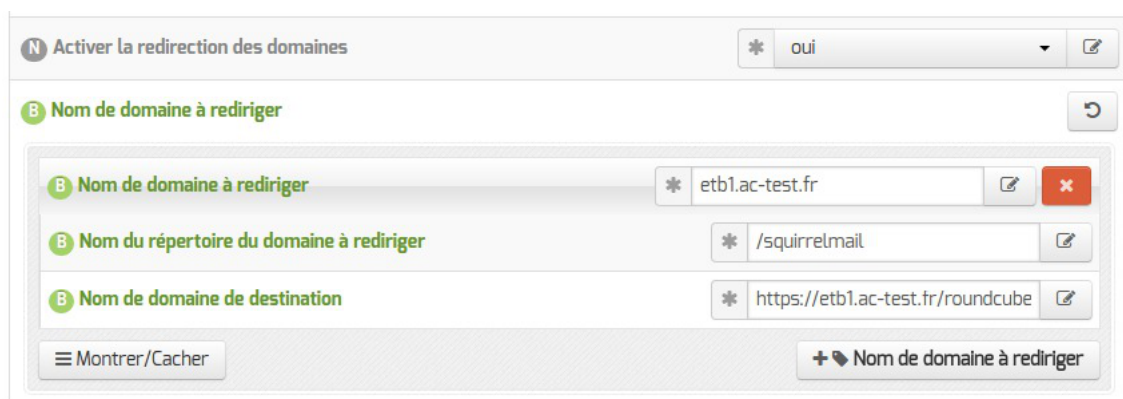 N Activer la redirection des domaines * oui
B Nom de domaine à rediriger
B Nom de domaine à rediriger * etb1.ac-test.fr
B Nom du répertoire du domaine à rediriger * /squirrelmail
B Nom de domaine de destination * https://etb1.ac-test.fr/roundcube
Montrer/Cacher + Nom de domaine à rediriger